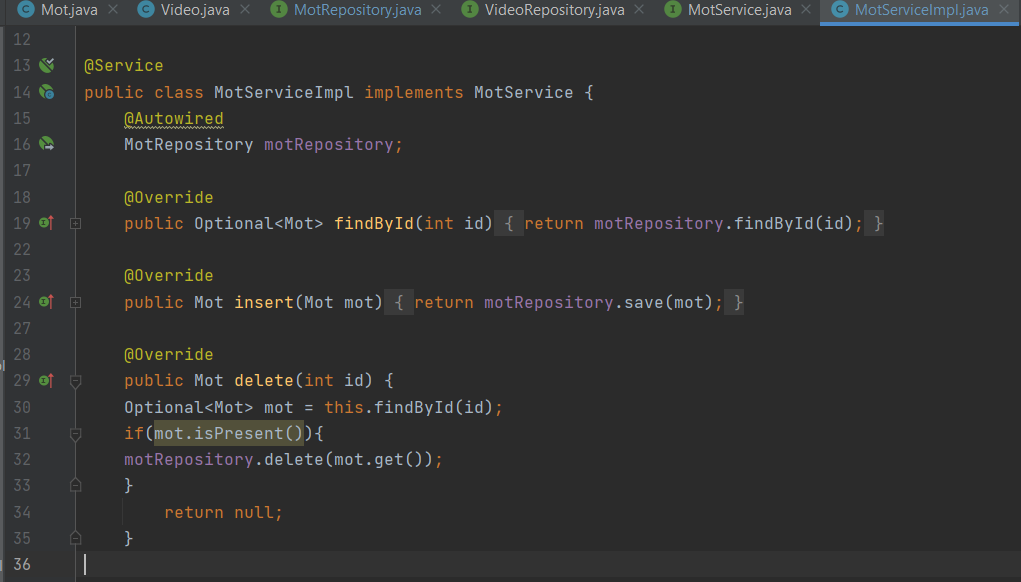 Mot.java Video.java MotRepository.java VideoRepository.java MotService.java MotServiceImpl.java
12
13 @Service
14 public class MotServiceImpl implements MotService {
15 @Autowired
16 MotRepository motRepository;
17
18 @Override
19 public Optional<Mot> findById(int id) { return motRepository.findById(id); }
22
23 @Override
24 public Mot insert(Mot mot) { return motRepository.save(mot); }
27
28 @Override
29 public Mot delete(int id) {
30 Optional<Mot> mot = this.findById(id);
31 if(mot.isPresent()){
32 motRepository.delete(mot.get());
33 }
34 return null;
35 }
36